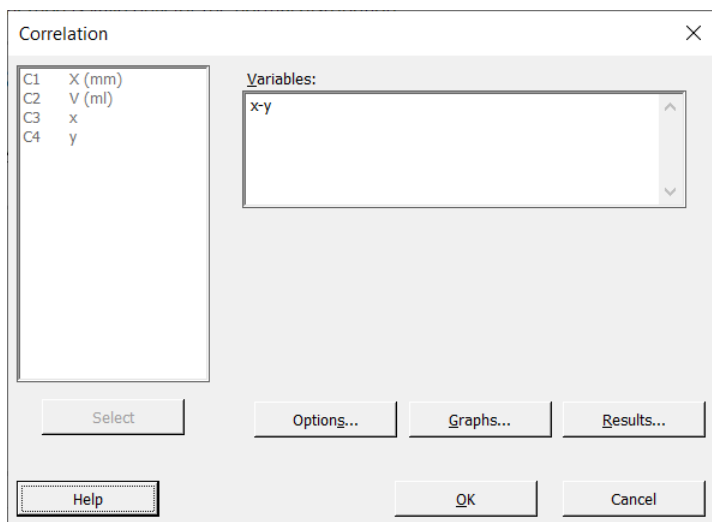 Correlation
C1 X (mm)
C2 V (ml)
C3 x
C4 y
Variables:
x-y
Select
Options...
Graphs...
Results...
Help
OK
Cancel